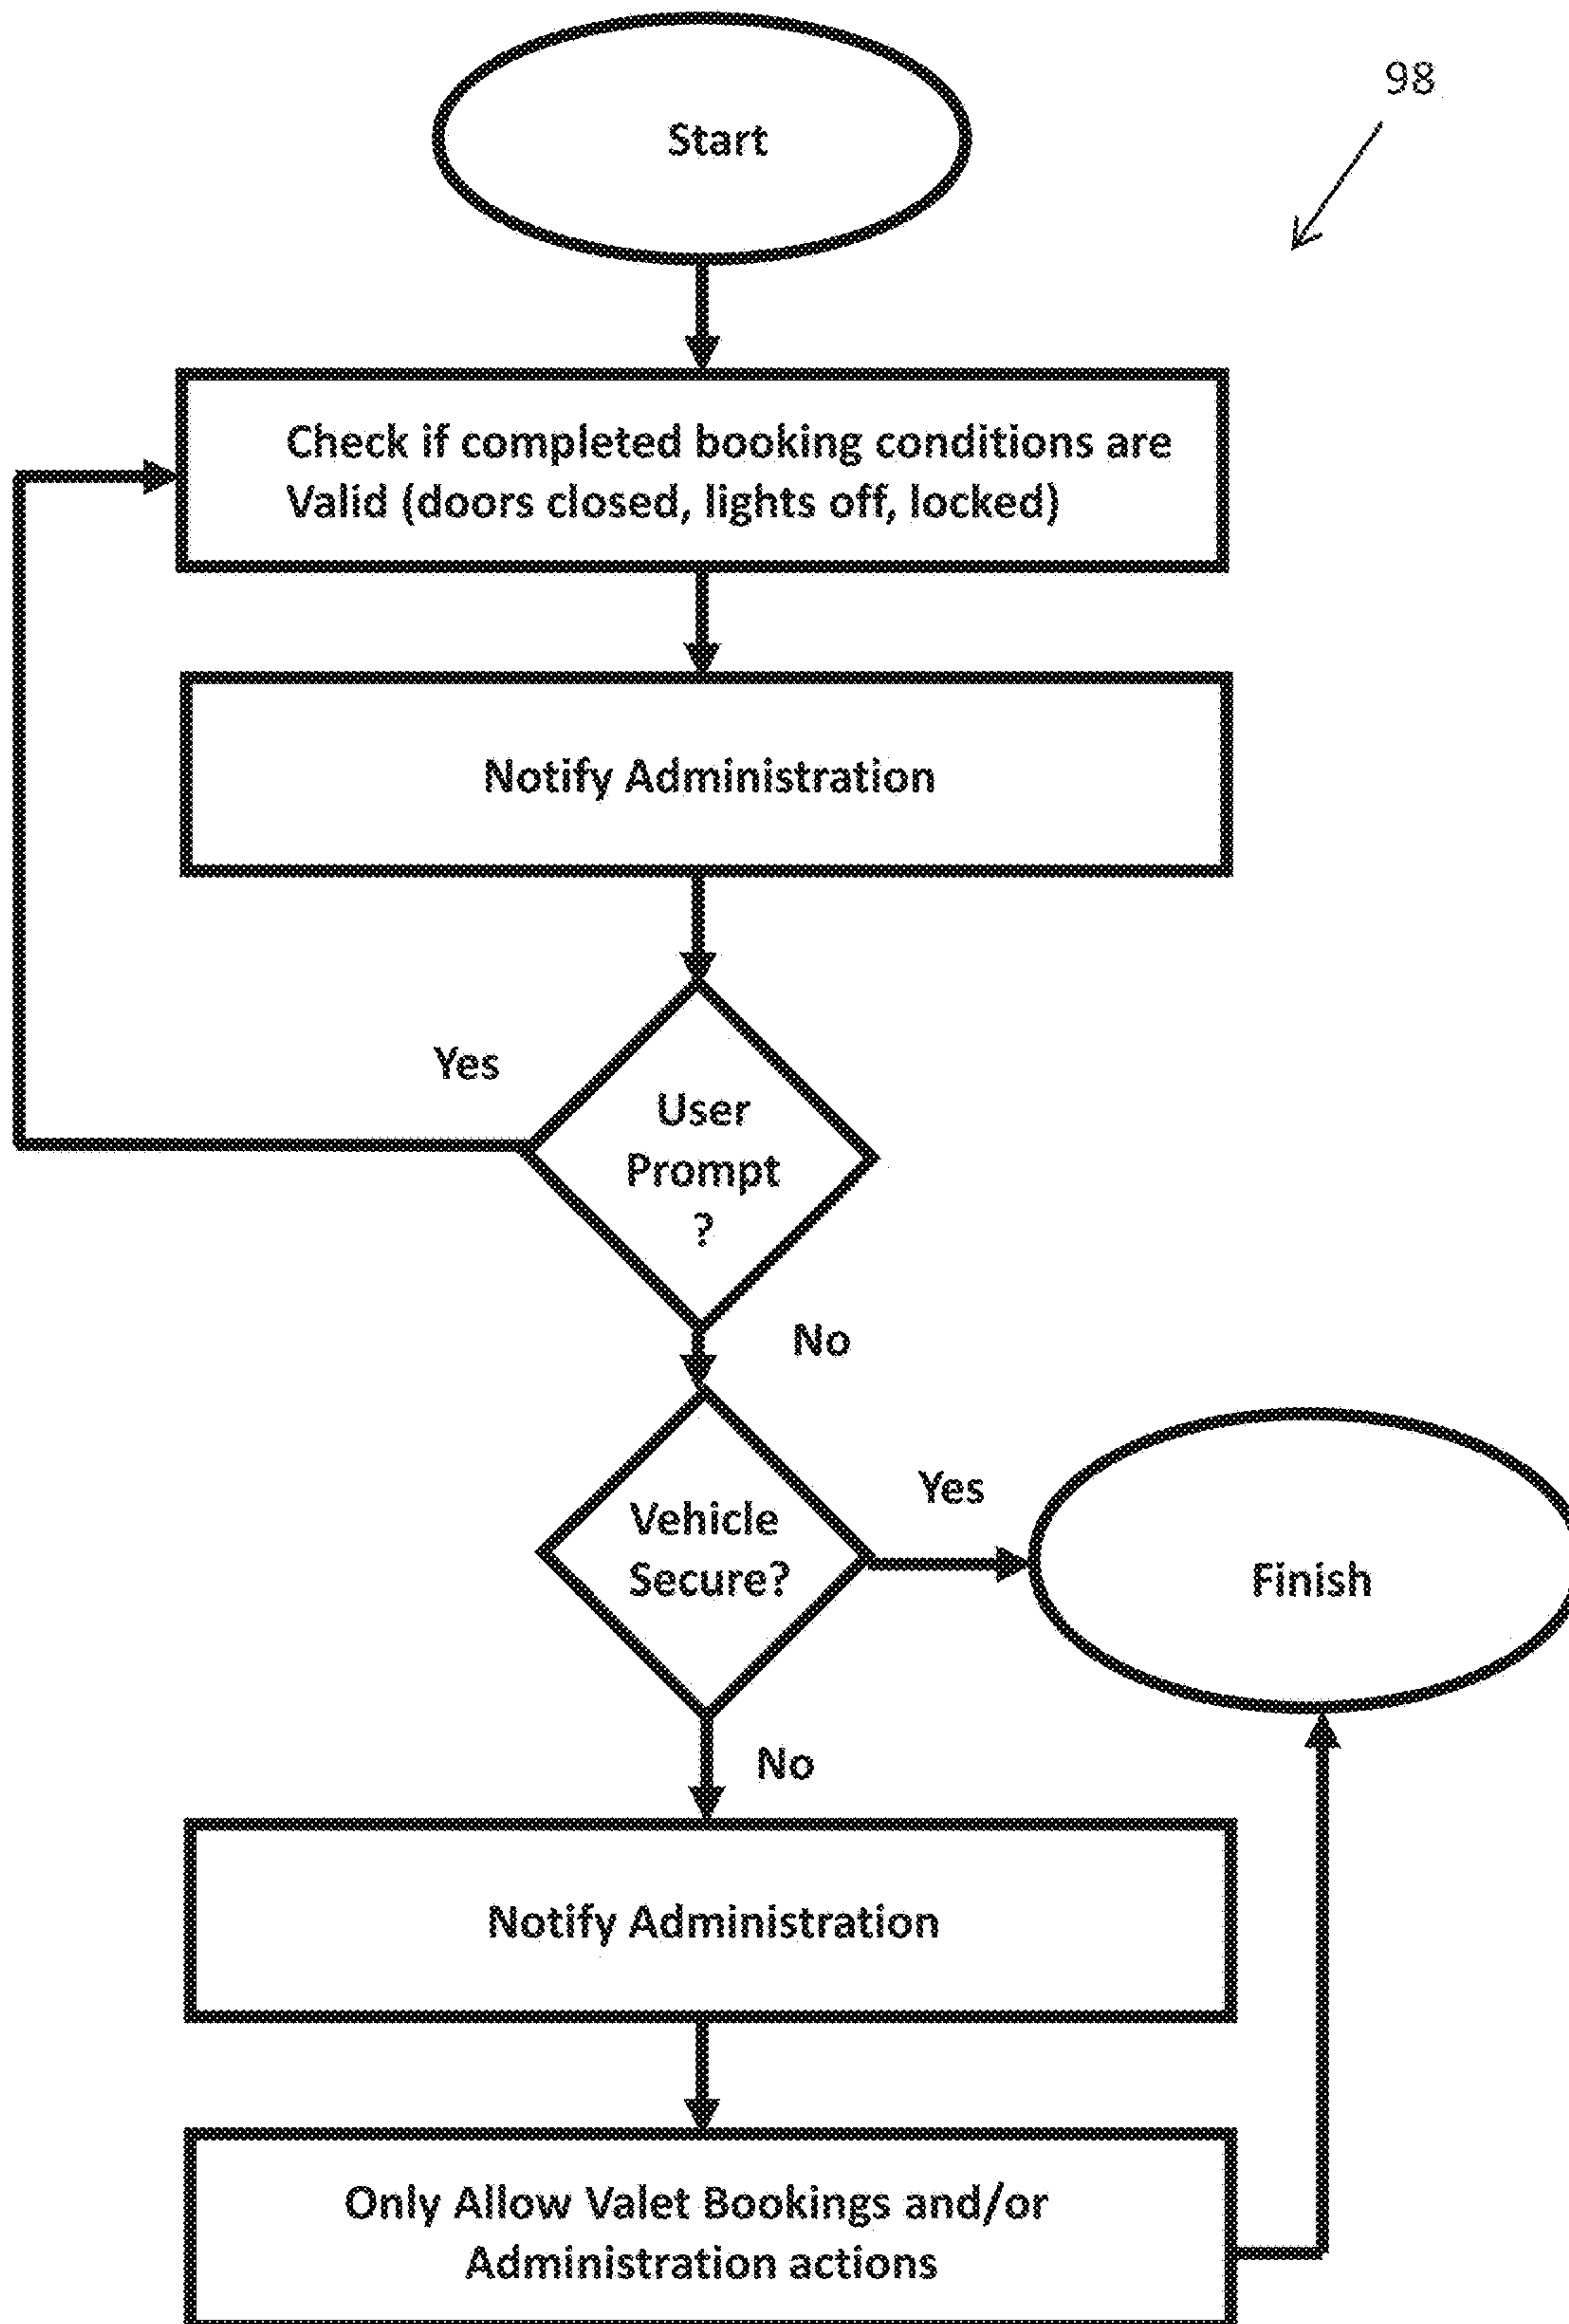 98
Start
Check if completed booking conditions are
Valid (doors closed, lights off, locked)
Notify Administration
Yes
User
Prompt
?
No
Vehicle
Secure?
Yes
Finish
No
Notify Administration
Only Allow Valet Bookings and/or
Administration actions